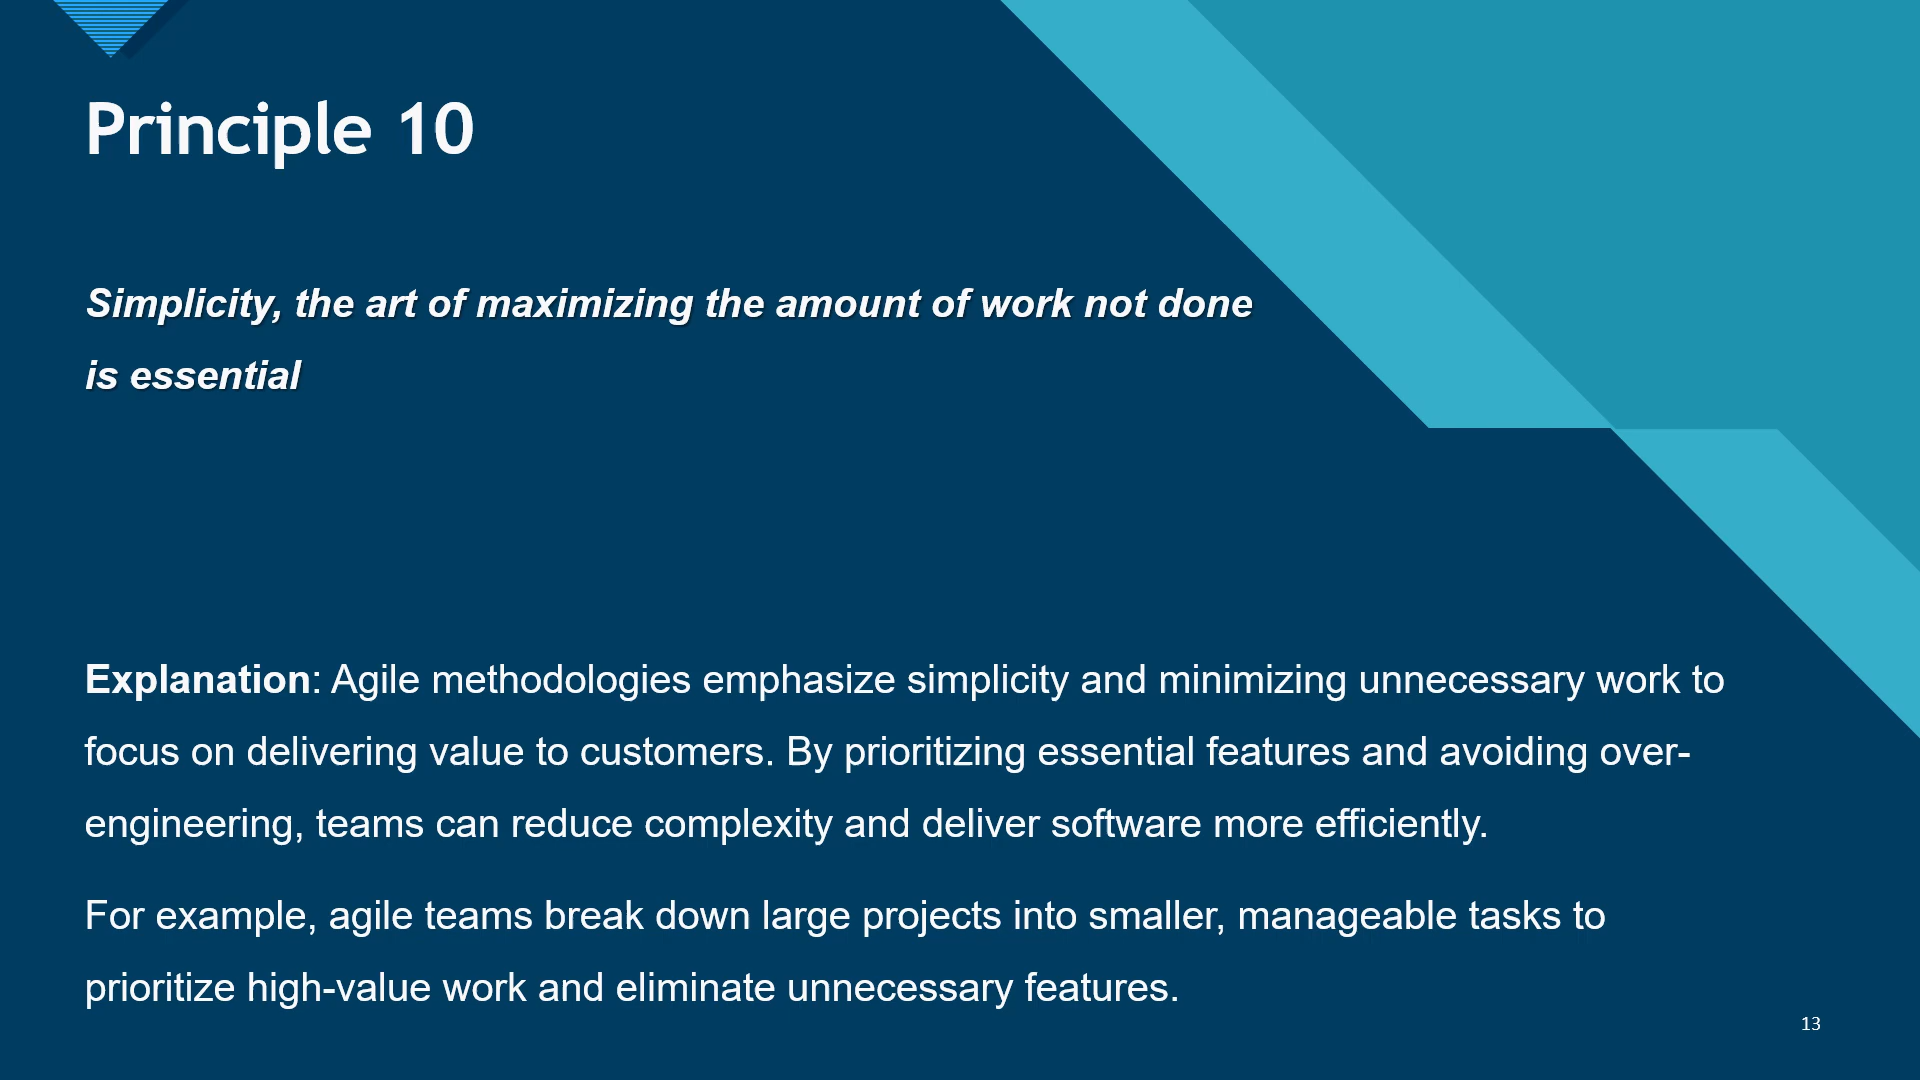 Principle 10
Simplicity, the art of maximizing the amount of work not done
is essential
Explanation: Agile methodologies emphasize simplicity and minimizing unnecessary work to
focus on delivering value to customers. By prioritizing essential features and avoiding over-
engineering, teams can reduce complexity and deliver software more efficiently.
For example, agile teams break down large projects into smaller, manageable tasks to
prioritize high-value work and eliminate unnecessary features.
13